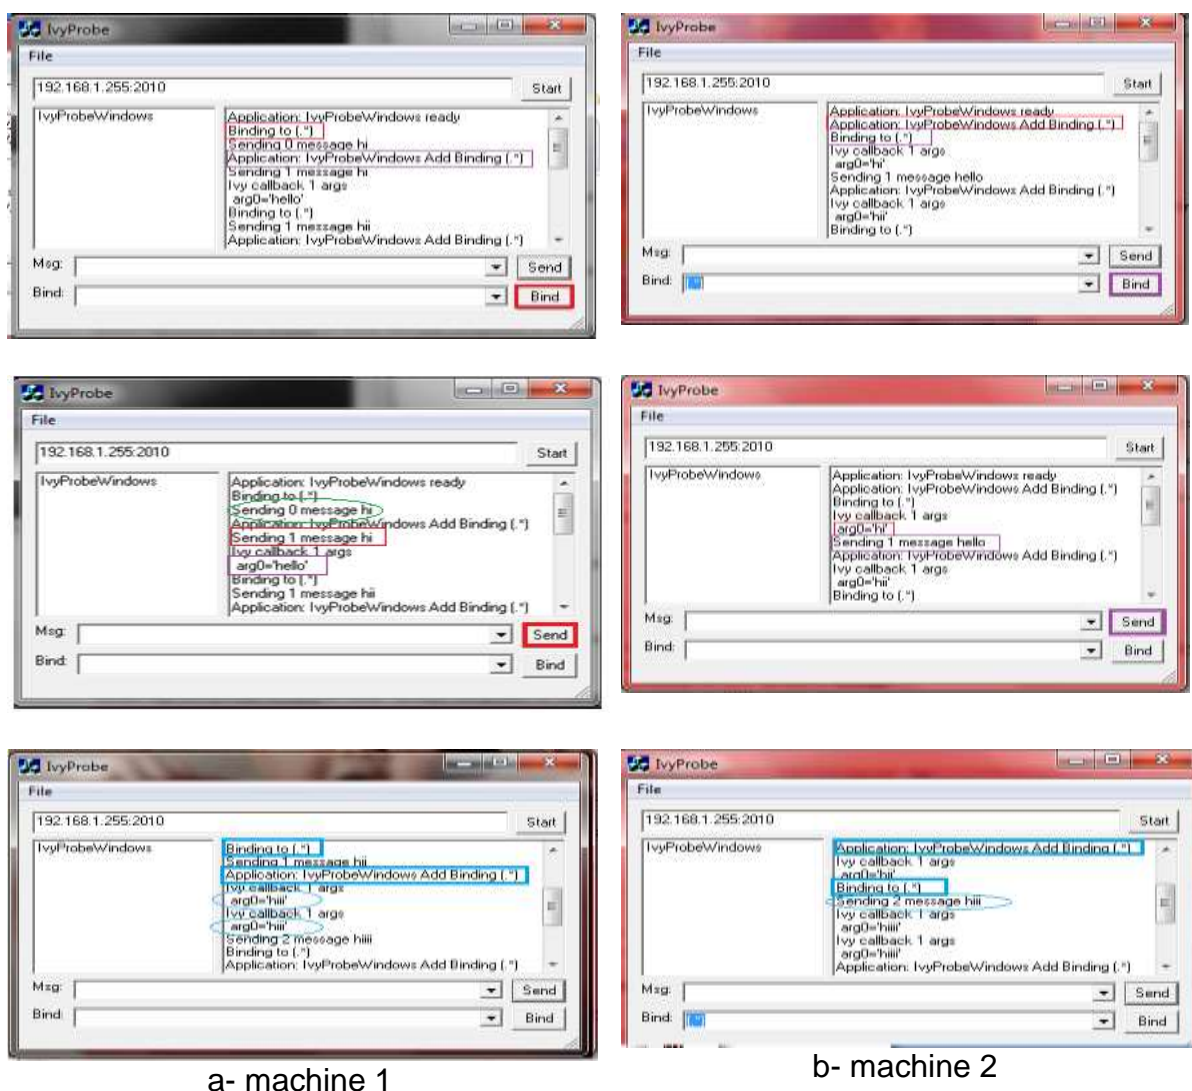 IvyProbe
File
192.168.1.255:2010
Start
IvyProbeWindows
Application: IvyProbeWindows ready
Binding to (.*)
Sending 0 message hi
Application: IvyProbeWindows Add Binding (.*)
Sending 1 message hi
Ivy callback 1 args
arg0='hello'
Binding to (.*)
Sending 1 message hii
Application: IvyProbeWindows Add Binding (.*)
Msg:
Send
Bind:
Bind
IvyProbe
File
192.168.1.255:2010
Start
IvyProbeWindows
Application: IvyProbeWindows ready
Application: IvyProbeWindows Add Binding (.*)
Binding to (.*)
Ivy callback 1 args
arg0='hi'
Sending 1 message hello
Application: IvyProbeWindows Add Binding (.*)
Ivy callback 1 args
arg0='hii'
Binding to (.*)
Msg:
Send
Bind:
(.*)
Bind
IvyProbe
File
192.168.1.255:2010
Start
IvyProbeWindows
Application: IvyProbeWindows ready
Binding to (.*)
Sending 0 message hi
Application: IvyProbeWindows Add Binding (.*)
Sending 1 message hi
Ivy callback 1 args
arg0='hello'
Binding to (.*)
Sending 1 message hii
Application: IvyProbeWindows Add Binding (.*)
Msg:
Send
Bind:
Bind
IvyProbe
File
192.168.1.255:2010
Start
IvyProbeWindows
Application: IvyProbeWindows ready
Application: IvyProbeWindows Add Binding (.*)
Binding to (.*)
Ivy callback 1 args
arg0='hi'
Sending 1 message hello
Application: IvyProbeWindows Add Binding (.*)
Ivy callback 1 args
arg0='hii'
Binding to (.*)
Msg:
Send
Bind:
Bind
IvyProbe
File
192.168.1.255:2010
Start
IvyProbeWindows
Binding to (.*)
Sending 1 message hii
Application: IvyProbeWindows Add Binding (.*)
Ivy callback 1 args
arg0='hiii'
Ivy callback 1 args
arg0='hiii'
Sending 2 message hiiii
Binding to (.*)
Application: IvyProbeWindows Add Binding (.*)
Msg:
Send
Bind:
Bind
IvyProbe
File
192.168.1.255:2010
Start
IvyProbeWindows
Application: IvyProbeWindows Add Binding (.*)
Ivy callback 1 args
arg0='hii'
Binding to (.*)
Sending 2 message hiii
Ivy callback 1 args
arg0='hiiii'
Ivy callback 1 args
arg0='hiiii'
Application: IvyProbeWindows Add Binding (.*)
Msg:
Send
Bind:
(.*)
Bind
a- machine 1
b- machine 2